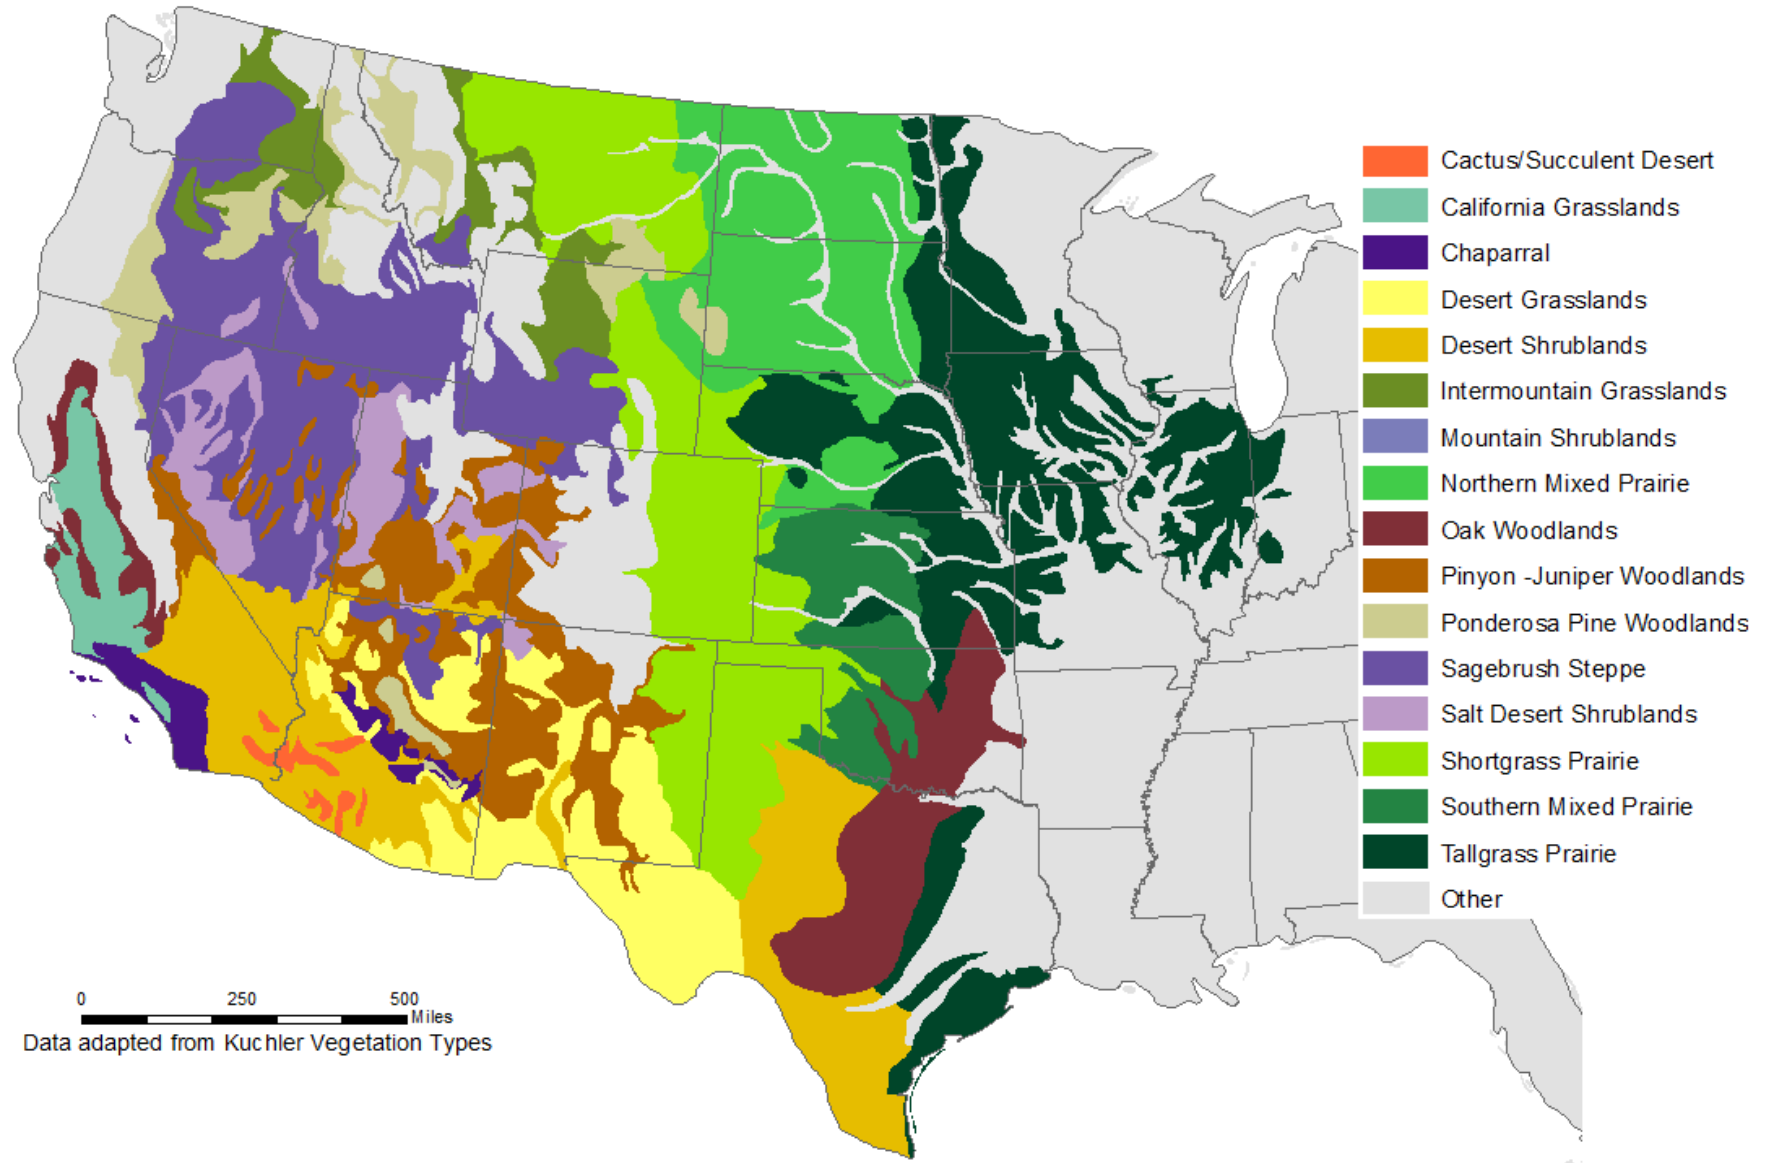 Cactus/Succulent Desert
California Grasslands
Chaparral
Desert Grasslands
Desert Shrublands
Intermountain Grasslands
Mountain Shrublands
Northern Mixed Prairie
Oak Woodlands
Pinyon -Juniper Woodlands
Ponderosa Pine Woodlands
Sagebrush Steppe
Salt Desert Shrublands
Shortgrass Prairie
Southern Mixed Prairie
Tallgrass Prairie
Other
0 250 500
Miles
Data adapted from Kuchler Vegetation Types